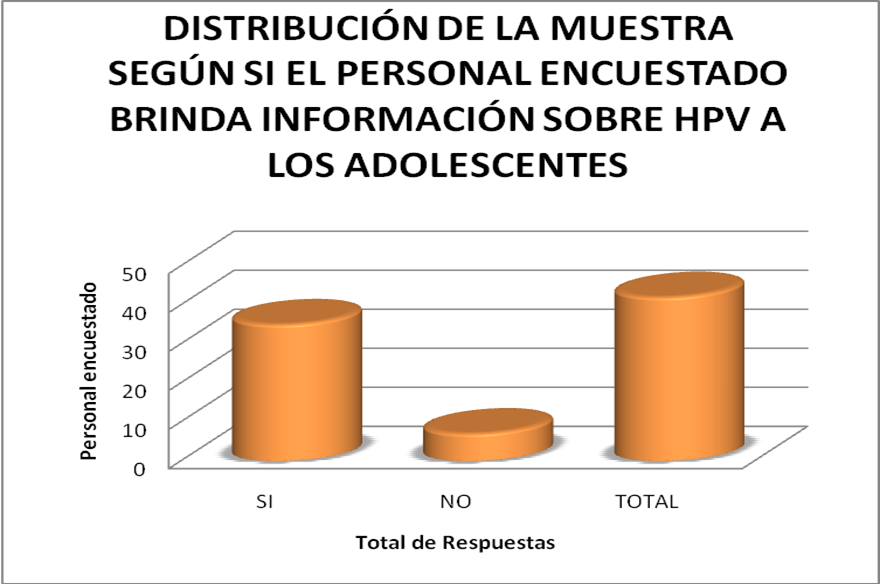 DISTRIBUCIÓN DE LA MUESTRA
SEGÚN SI EL PERSONAL ENCUESTADO
BRINDA INFORMACIÓN SOBRE HPV A
LOS ADOLESCENTES
Personal encuestado
50
40
30
20
10
0
SI NO TOTAL
Total de Respuestas